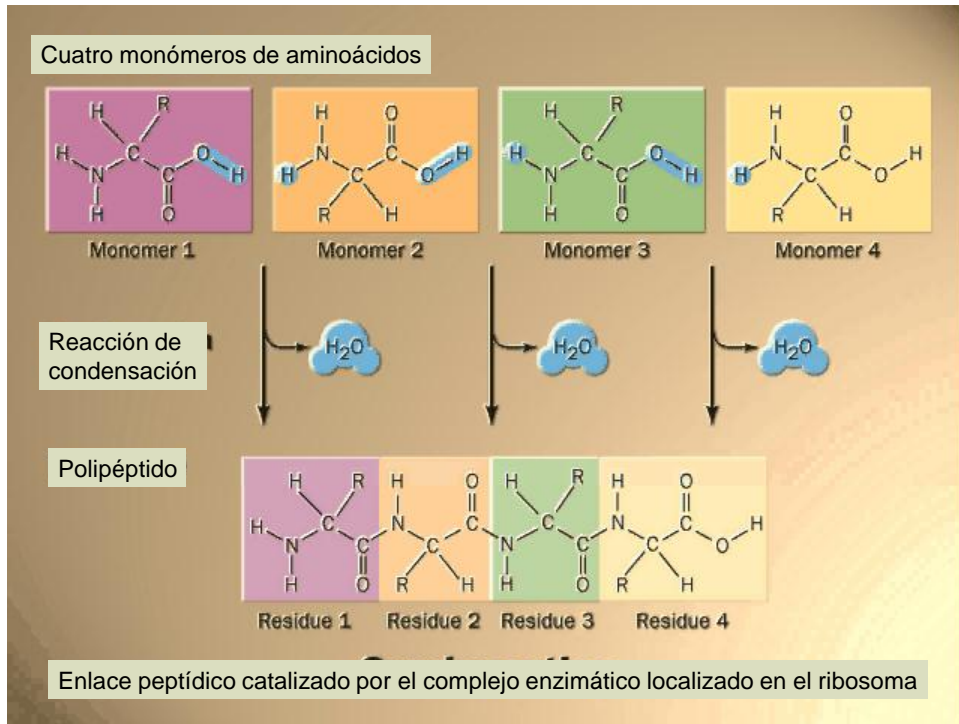 Cuatro monómeros de aminoácidos
H R H O H R H O
H N C O H H N C O H H N C O H H N C O H
H O R H H O R H
Monomer 1 Monomer 2 Monomer 3 Monomer 4
Reacción de
condensación
H₂O H₂O H₂O
Polipéptido
H R H O H R H O
H N C C N C C N C C N C C O H
H O R H H O R H
Residue 1 Residue 2 Residue 3 Residue 4
Enlace peptídico catalizado por el complejo enzimático localizado en el ribosoma